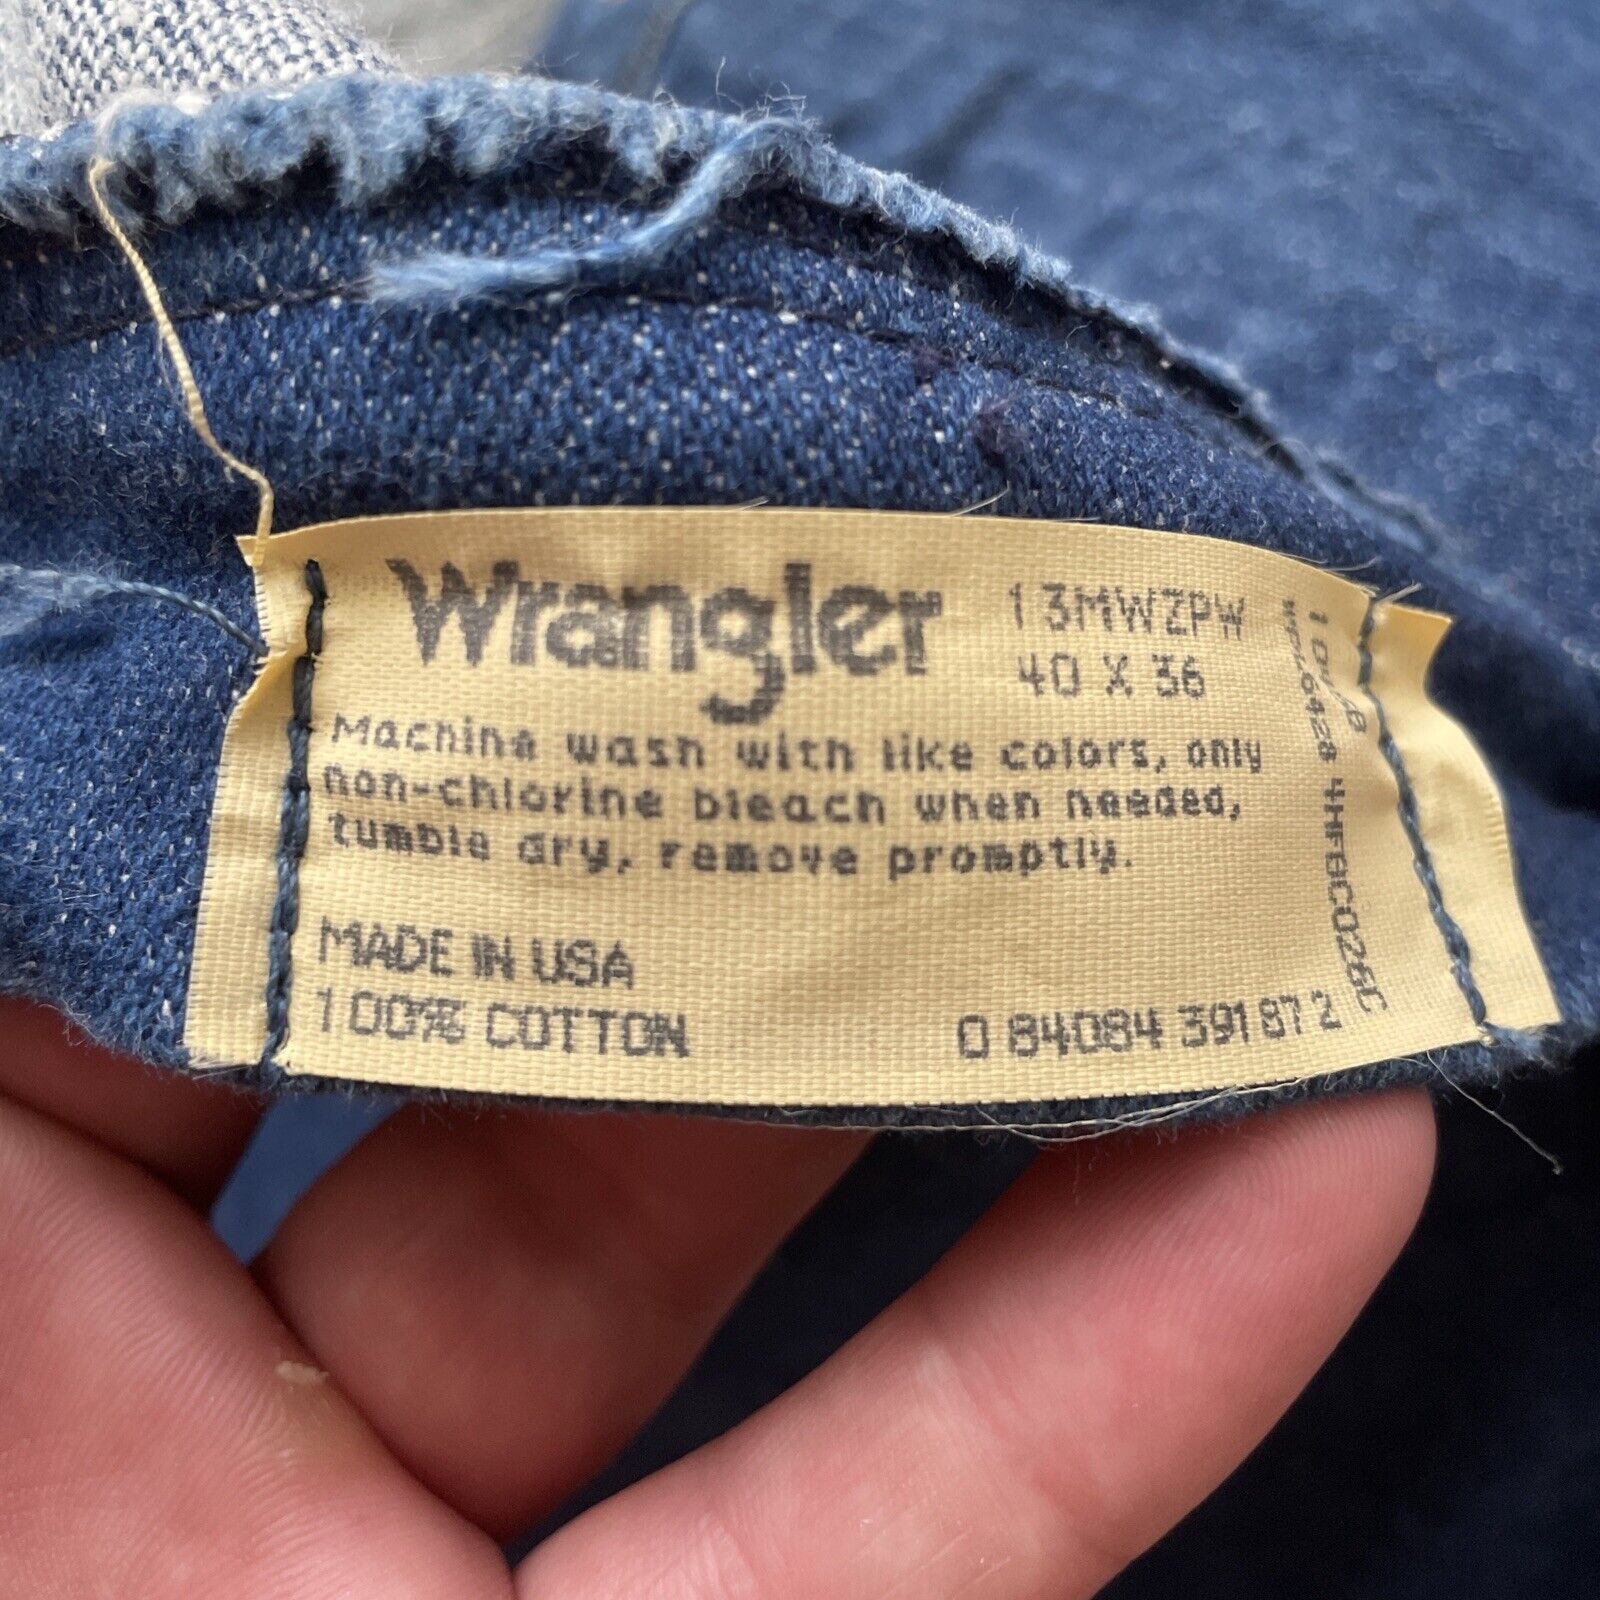 Wrangler
13MWZPW
40 X 36
Machine wash with like colors, only
non-chlorine bleach when needed,
tumble dry, remove promptly.
MADE IN USA
100% COTTON
0 84084 39187 2